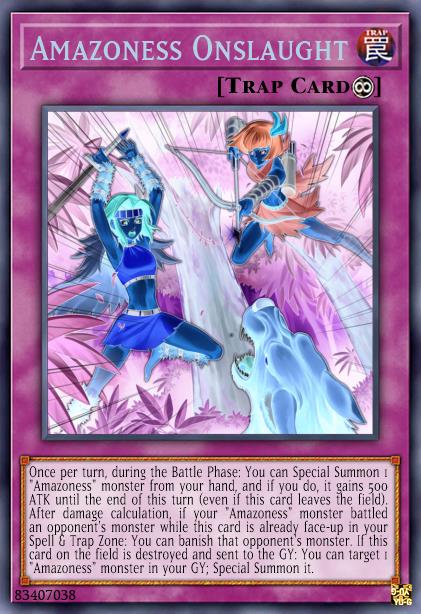 AMAZONESS ONSLAUGHT
TRAP
罠
[TRAP CARD♾]
Once per turn, during the Battle Phase: You can Special Summon 1
"Amazoness" monster from your hand, and if you do, it gains 500
ATK until the end of this turn (even if this card leaves the field).
After damage calculation, if your "Amazoness" monster battled
an opponent's monster while this card is already face-up in your
Spell & Trap Zone: You can banish that opponent's monster. If this
card on the field is destroyed and sent to the GY: You can target 1
"Amazoness" monster in your GY; Special Summon it.
83407038